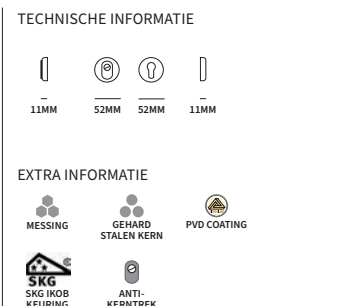 TECHNISCHE INFORMATIE
11MM 52MM 52MM 11MM
EXTRA INFORMATIE
MESSING
GEHARD
STALEN KERN
PVD COATING
SKG
SKG IKOB
KEURING
ANTI-
KERNTREK